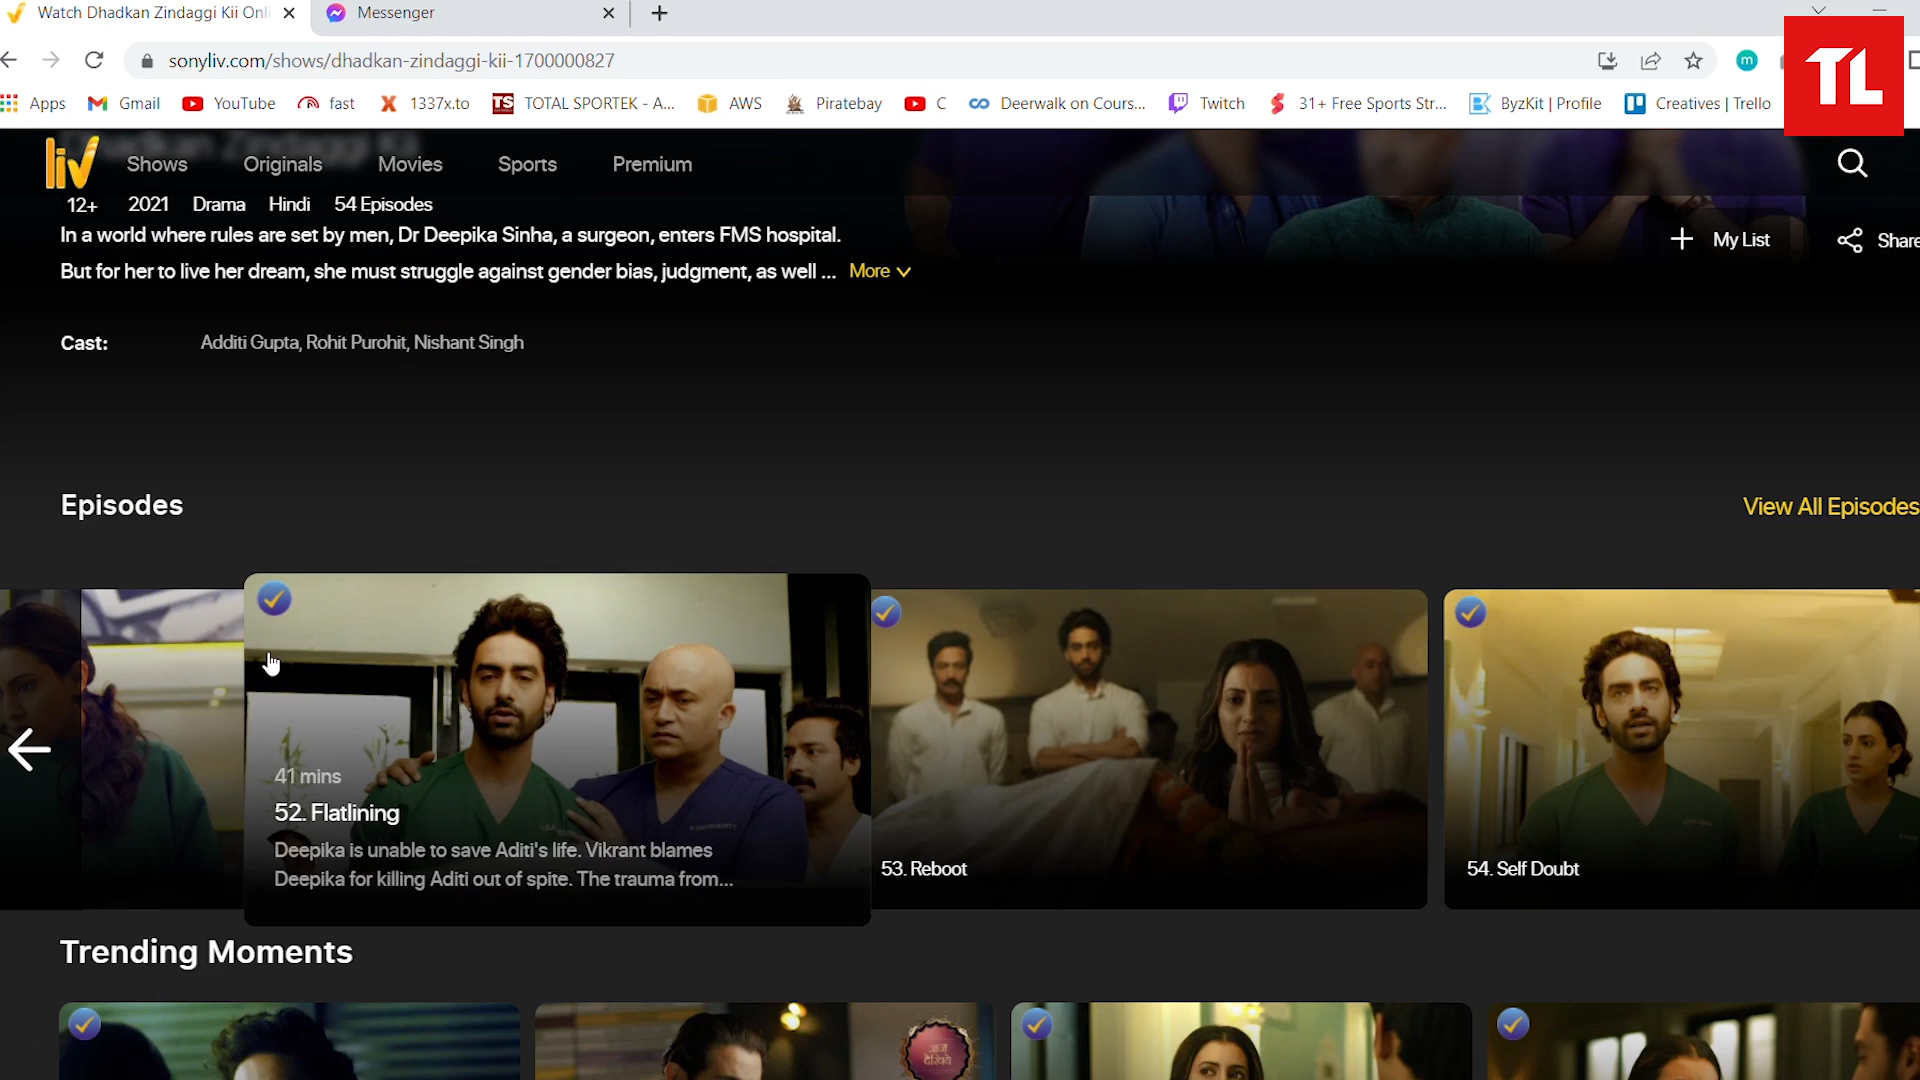 Watch Dhadkan Zindaggi Kii Onli
Messenger
sonyliv.com/shows/dhadkan-zindaggi-kii-1700000827
m
TL
Apps
Gmail
YouTube
fast
1337x.to
TS
TOTAL SPORTEK - A...
AWS
Piratebay
C
Deerwalk on Cours...
Twitch
31+ Free Sports Str...
ByzKit | Profile
Creatives | Trello
Dhadkan Zindaggi Kii
liv
Shows
Originals
Movies
Sports
Premium
12+ 2021 Drama Hindi 54 Episodes
In a world where rules are set by men, Dr Deepika Sinha, a surgeon, enters FMS hospital.
But for her to live her dream, she must struggle against gender bias, judgment, as well ... More
My List
Share
Cast:
Additi Gupta, Rohit Purohit, Nishant Singh
Episodes
View All Episodes
41 mins
52. Flatlining
Deepika is unable to save Aditi's life. Vikrant blames
Deepika for killing Aditi out of spite. The trauma from...
53. Reboot
54. Self Doubt
Trending Moments
आज
देखिये